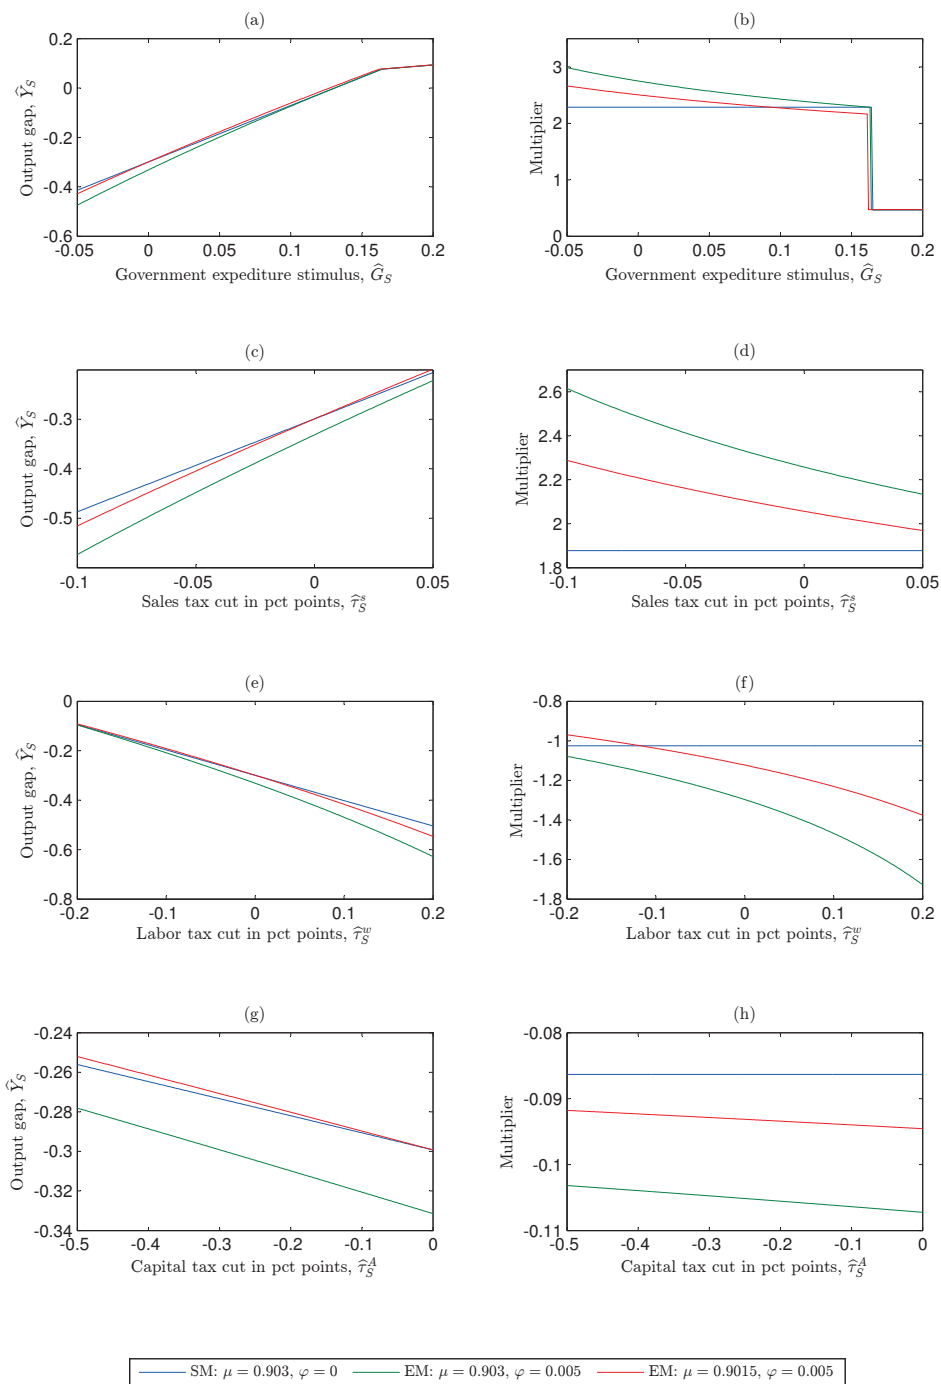 (a)
0.2
0
-0.2
-0.4
-0.6
Output gap, Ŷ_S
-0.05
0
0.05
0.1
0.15
0.2
Government expediture stimulus, Ĝ_S
(b)
3
2
1
0
Multiplier
-0.05
0
0.05
0.1
0.15
0.2
Government expediture stimulus, Ĝ_S
(c)
-0.3
-0.4
-0.5
Output gap, Ŷ_S
-0.1
-0.05
0
0.05
Sales tax cut in pct points, τ̂_S^s
(d)
2.6
2.4
2.2
2
1.8
Multiplier
-0.1
-0.05
0
0.05
Sales tax cut in pct points, τ̂_S^s
(e)
0
-0.2
-0.4
-0.6
-0.8
Output gap, Ŷ_S
-0.2
-0.1
0
0.1
0.2
Labor tax cut in pct points, τ̂_S^w
(f)
-0.8
-1
-1.2
-1.4
-1.6
-1.8
Multiplier
-0.2
-0.1
0
0.1
0.2
Labor tax cut in pct points, τ̂_S^w
(g)
-0.24
-0.26
-0.28
-0.3
-0.32
-0.34
Output gap, Ŷ_S
-0.5
-0.4
-0.3
-0.2
-0.1
0
Capital tax cut in pct points, τ̂_S^A
(h)
-0.08
-0.09
-0.1
-0.11
Multiplier
-0.5
-0.4
-0.3
-0.2
-0.1
0
Capital tax cut in pct points, τ̂_S^A
SM: μ = 0.903, φ = 0
EM: μ = 0.903, φ = 0.005
EM: μ = 0.9015, φ = 0.005